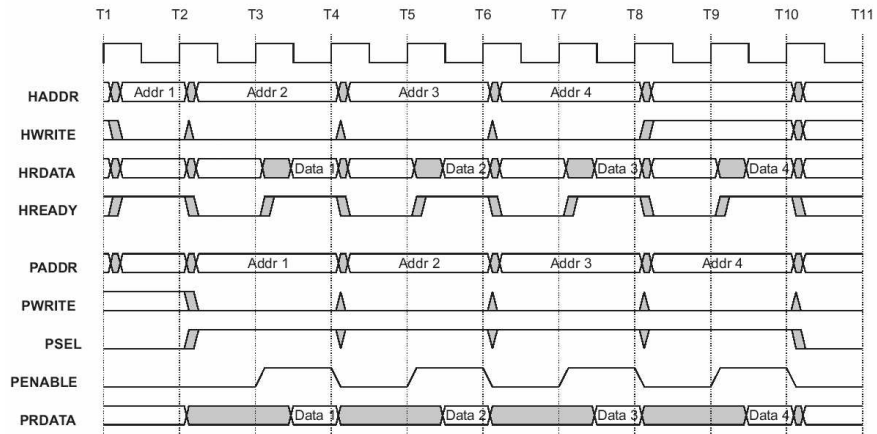 T1 T2 T3 T4 T5 T6 T7 T8 T9 T10 T11
HADDR Addr 1 Addr 2 Addr 3 Addr 4
HWRITE
HRDATA Data 1 Data 2 Data 3 Data 4
HREADY
PADDR Addr 1 Addr 2 Addr 3 Addr 4
PWRITE
PSEL
PENABLE
PRDATA Data 1 Data 2 Data 3 Data 4